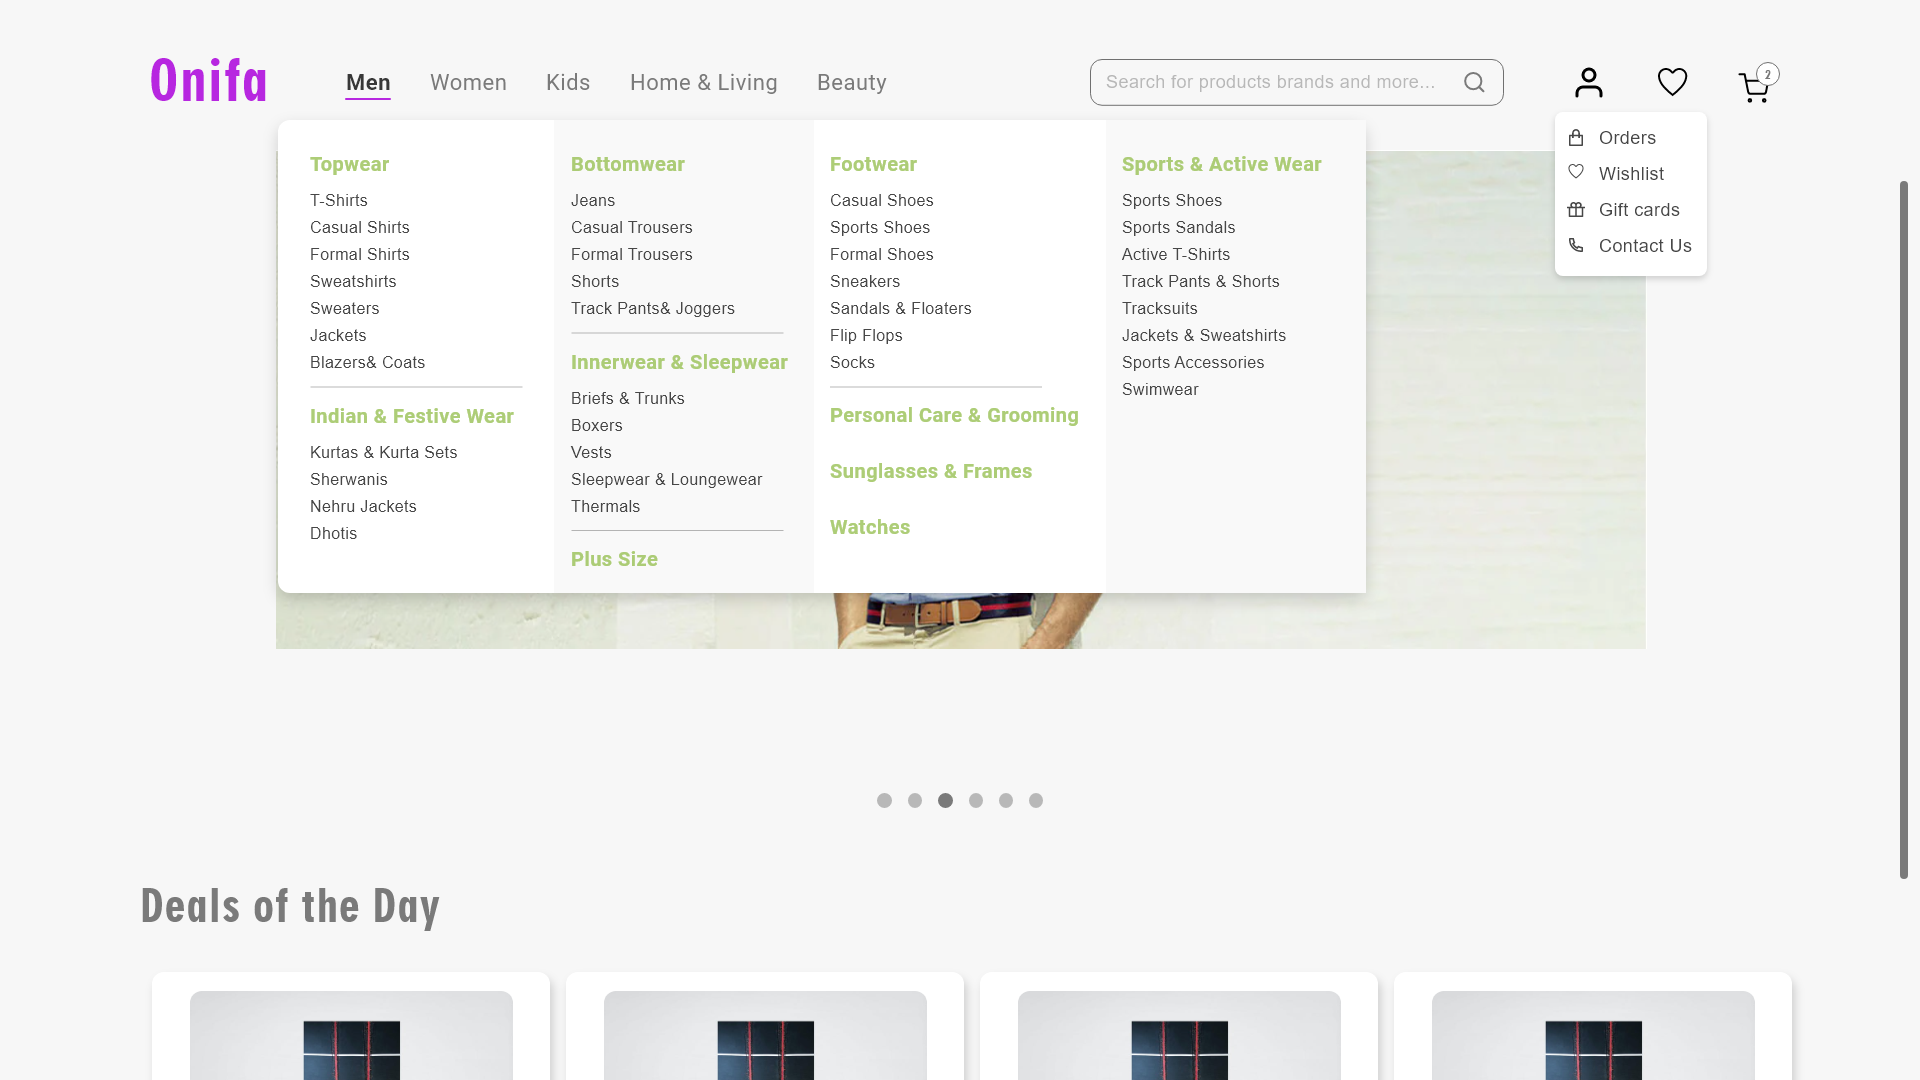 Onifa
Men
Women
Kids
Home & Living
Beauty
Search for products brands and more...
2
Orders
Wishlist
Gift cards
Contact Us
Topwear
T-Shirts
Casual Shirts
Formal Shirts
Sweatshirts
Sweaters
Jackets
Blazers& Coats
Indian & Festive Wear
Kurtas & Kurta Sets
Sherwanis
Nehru Jackets
Dhotis
Bottomwear
Jeans
Casual Trousers
Formal Trousers
Shorts
Track Pants& Joggers
Innerwear & Sleepwear
Briefs & Trunks
Boxers
Vests
Sleepwear & Loungewear
Thermals
Plus Size
Footwear
Casual Shoes
Sports Shoes
Formal Shoes
Sneakers
Sandals & Floaters
Flip Flops
Socks
Personal Care & Grooming
Sunglasses & Frames
Watches
Sports & Active Wear
Sports Shoes
Sports Sandals
Active T-Shirts
Track Pants & Shorts
Tracksuits
Jackets & Sweatshirts
Sports Accessories
Swimwear
Deals of the Day